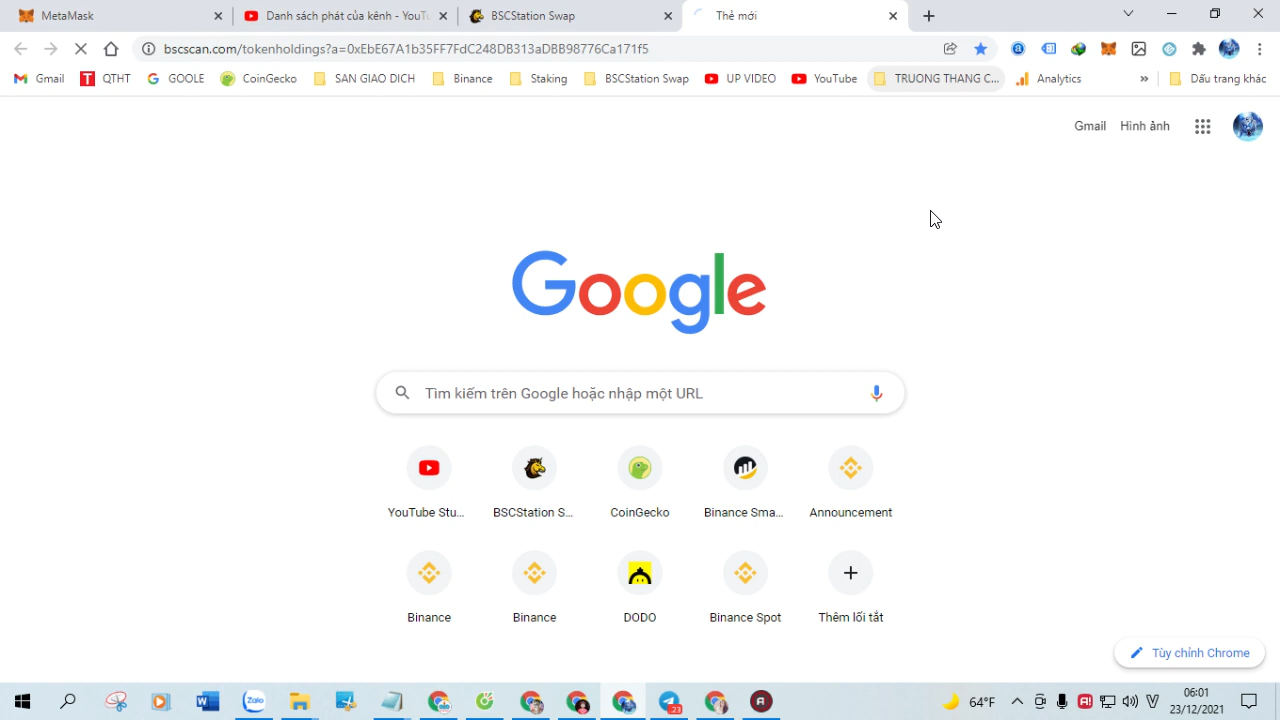 MetaMask
Danh sách phát của kênh - YouT
BSCStation Swap
Thẻ mới
bscscan.com/tokenholdings?a=0xEbE67A1b35FF7FdC248DB313aDBB98776Ca171f5
Gmail
QTHT
GOOLE
CoinGecko
SAN GIAO DICH
Binance
Staking
BSCStation Swap
UP VIDEO
YouTube
TRUONG THANG C...
Analytics
»
Dấu trang khác
Gmail
Hình ảnh
Google
Tìm kiếm trên Google hoặc nhập một URL
YouTube Stu...
BSCStation S...
CoinGecko
Binance Sma...
Announcement
Binance
Binance
DODO
Binance Spot
Thêm lối tắt
Tùy chỉnh Chrome
Zalo
23
64°F
06:01
23/12/2021